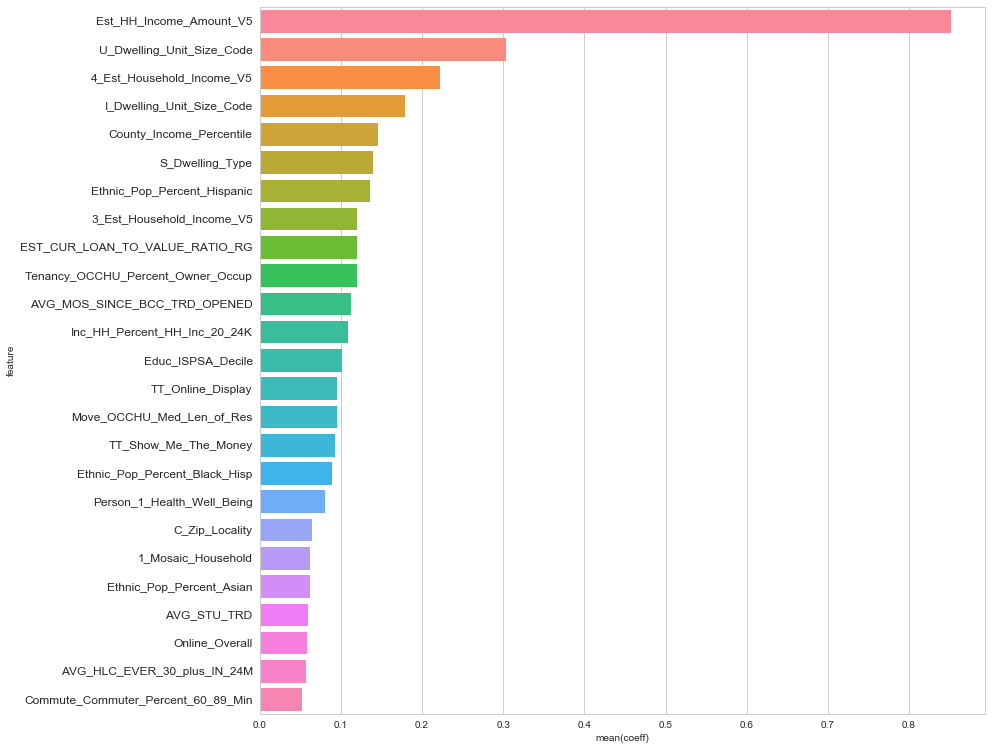 Est_HH_Income_Amount_V5
U_Dwelling_Unit_Size_Code
4_Est_Household_Income_V5
I_Dwelling_Unit_Size_Code
County_Income_Percentile
S_Dwelling_Type
Ethnic_Pop_Percent_Hispanic
3_Est_Household_Income_V5
EST_CUR_LOAN_TO_VALUE_RATIO_RG
Tenancy_OCCHU_Percent_Owner_Occup
AVG_MOS_SINCE_BCC_TRD_OPENED
Inc_HH_Percent_HH_Inc_20_24K
Educ_ISPSA_Decile
TT_Online_Display
Move_OCCHU_Med_Len_of_Res
TT_Show_Me_The_Money
Ethnic_Pop_Percent_Black_Hisp
Person_1_Health_Well_Being
C_Zip_Locality
1_Mosaic_Household
Ethnic_Pop_Percent_Asian
AVG_STU_TRD
Online_Overall
AVG_HLC_EVER_30_plus_IN_24M
Commute_Commuter_Percent_60_89_Min
feature
0.0 0.1 0.2 0.3 0.4 0.5 0.6 0.7 0.8
mean(coeff)